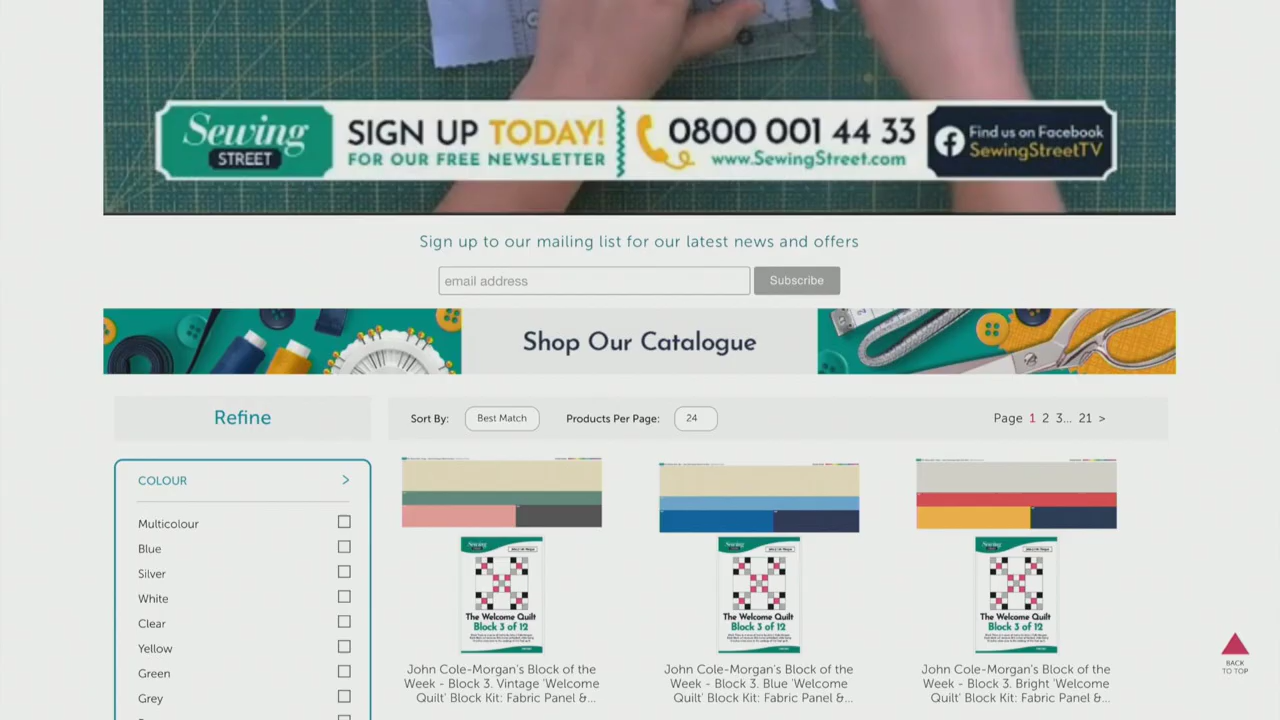 Sewing
STREET
SIGN UP TODAY!
FOR OUR FREE NEWSLETTER
0800 001 44 33
www.SewingStreet.com
Find us on Facebook
SewingStreetTV
Sign up to our mailing list for our latest news and offers
email address
Subscribe
Shop Our Catalogue
Refine
Sort By: Best Match Products Per Page: 24 Page 1 2 3... 21 >
COLOUR >
Multicolour
Blue
Silver
White
Clear
Yellow
Green
Grey
Sewing
The Welcome Quilt
Block 3 of 12
John Cole-Morgan's Block of the
Week - Block 3. Vintage 'Welcome
Quilt' Block Kit: Fabric Panel &...
Sewing
The Welcome Quilt
Block 3 of 12
John Cole-Morgan's Block of the
Week - Block 3. Blue 'Welcome
Quilt' Block Kit: Fabric Panel &...
Sewing
The Welcome Quilt
Block 3 of 12
John Cole-Morgan's Block of the
Week - Block 3. Bright 'Welcome
Quilt' Block Kit: Fabric Panel &...
BACK
TO TOP